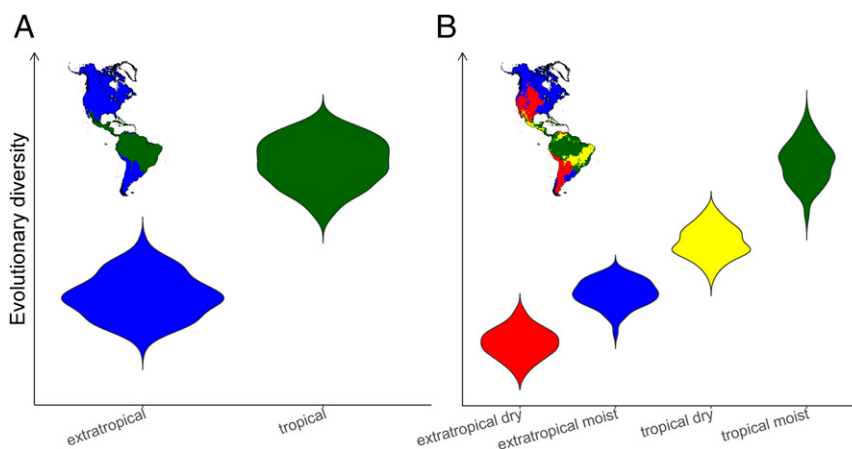 A
B
Evolutionary diversity
extratropical
tropical
extratropical dry
extratropical moist
tropical dry
tropical moist